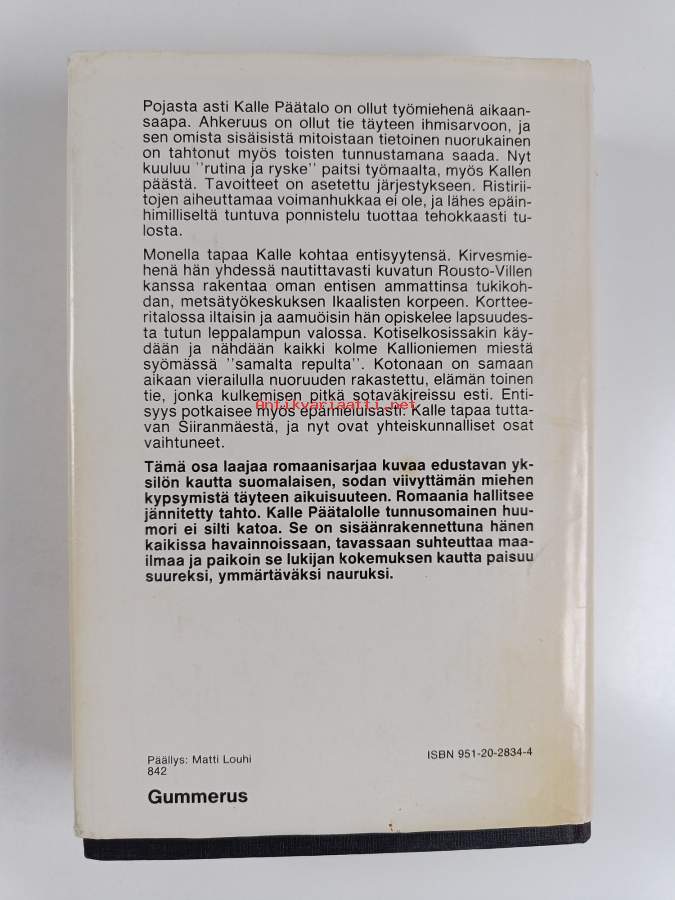 Pojasta asti Kalle Päätalo on ollut työmiehenä aikaan-
saapa. Ahkeruus on ollut tie täyteen ihmisarvoon, ja
sen omista sisäisistä mitoistaan tietoinen nuorukainen
on tahtonut myös toisten tunnustamana saada. Nyt
kuuluu ''rutina ja ryske'' paitsi työmaalta, myös Kallen
päästä. Tavoitteet on asetettu järjestykseen. Ristirii-
tojen aiheuttamaa voimanhukkaa ei ole, ja lähes epäin-
himilliseltä tuntuva ponnistelu tuottaa tehokkaasti tu-
losta.
Monella tapaa Kalle kohtaa entisyytensä. Kirvesmie-
henä hän yhdessä nautittavasti kuvatun Rousto-Villen
kanssa rakentaa oman entisen ammattinsa tukikoh-
dan, metsätyökeskuksen Ikaalisten korpeen. Kortte­e-
ritalossa iltaisin ja aamuöisin hän opiskelee lapsuudes-
ta tutun leppalampun valossa. Kotiselkosissakin käy-
dään ja nähdään kaikki kolme Kallioniemen miestä
syömässä ''samalta repulta''. Kotonaan on samaan
aikaan vierailulla nuoruuden rakastettu, elämän toinen
tie, jonka kulkemisen pitkä sotaväkireissu esti. Enti-
Antikvariaatti.net
syys potkaisee myös epämieluisasti. Kalle tapaa tutta-
van Siiranmäestä, ja nyt ovat yhteiskunnalliset osat
vaihtuneet.
Tämä osa laajaa romaanisarjaa kuvaa edustavan yk-
silön kautta suomalaisen, sodan viivyttämän miehen
kypsymistä täyteen aikuisuuteen. Romaania hallitsee
jännitetty tahto. Kalle Päätalolle tunnusomainen huu-
mori ei silti katoa. Se on sisäänrakennettuna hänen
kaikissa havainnoissaan, tavassaan suhteuttaa maa-
ilmaa ja paikoin se lukijan kokemuksen kautta paisuu
suureksi, ymmärtäväksi nauruksi.
Päällys: Matti Louhi
842
ISBN 951-20-2834-4
Gummerus